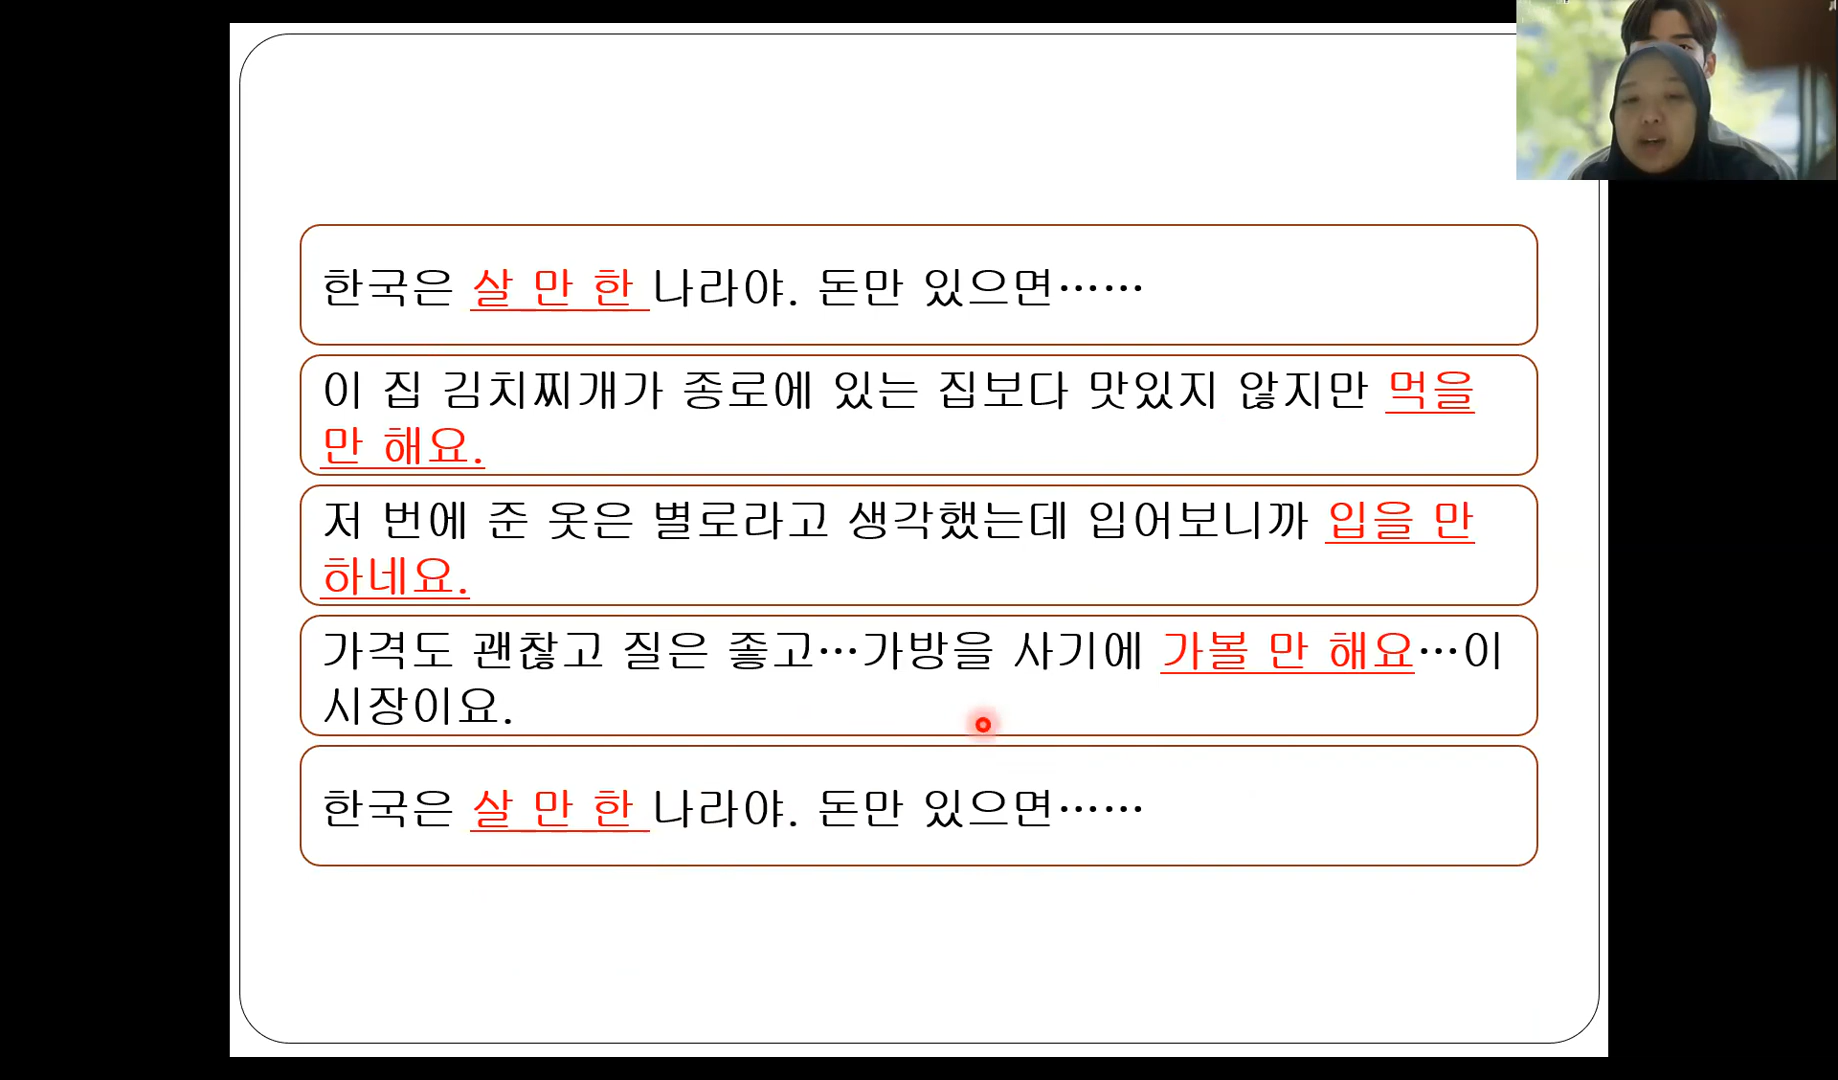 한국은 살 만 한 나라야. 돈만 있으면……
이 집 김치찌개가 종로에 있는 집보다 맛있지 않지만 먹을
만 해요.
저 번에 준 옷은 별로라고 생각했는데 입어보니까 입을 만
하네요.
가격도 괜찮고 질은 좋고…가방을 사기에 가볼 만 해요…이
시장이요.
한국은 살 만 한 나라야. 돈만 있으면……